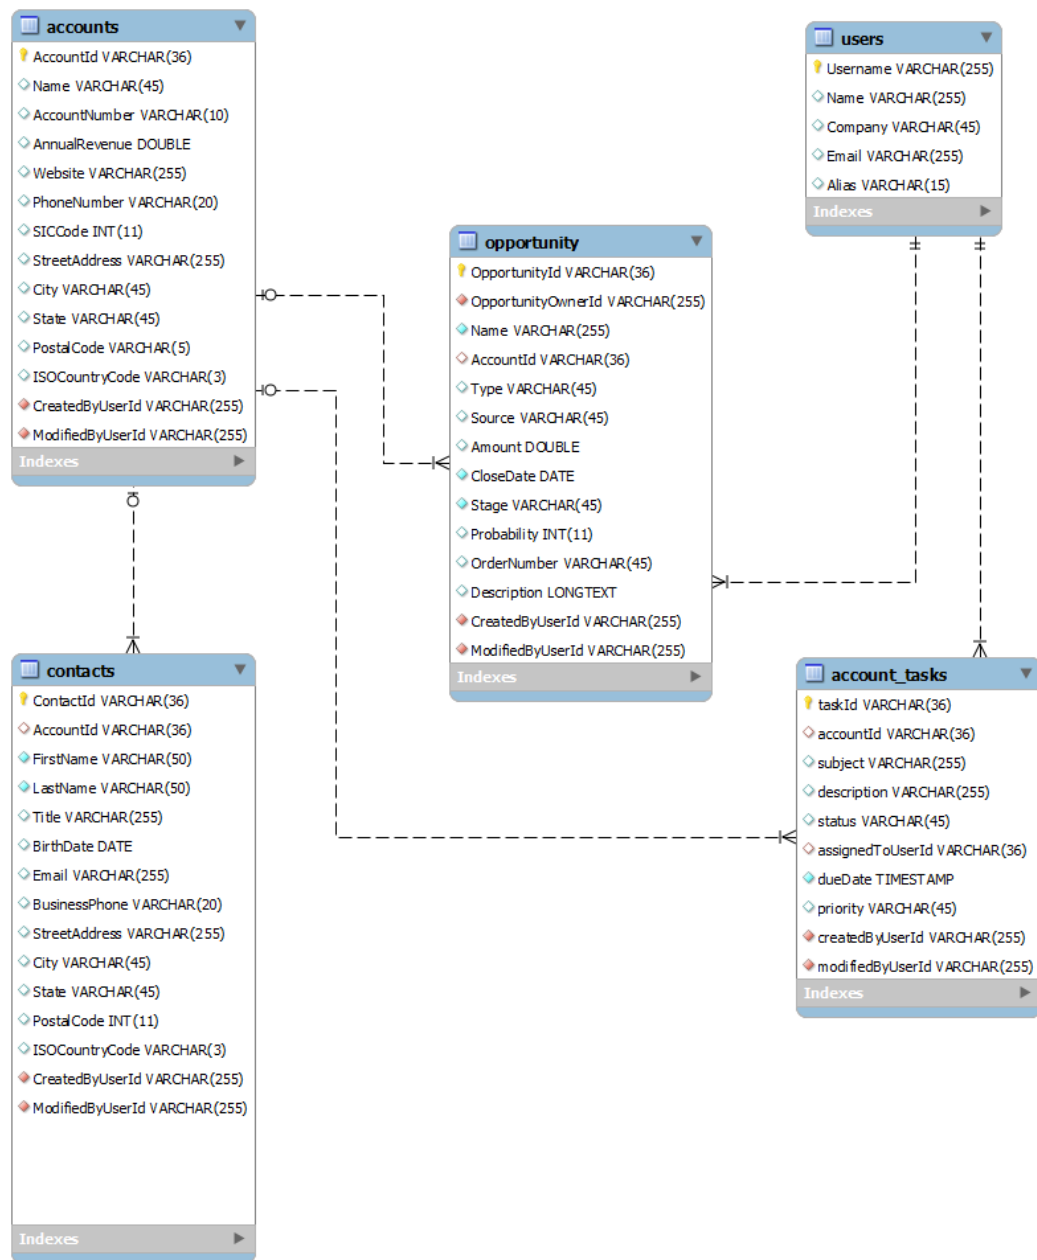 accounts
AccountId VARCHAR(36)
Name VARCHAR(45)
AccountNumber VARCHAR(10)
AnnualRevenue DOUBLE
Website VARCHAR(255)
PhoneNumber VARCHAR(20)
SICCode INT(11)
StreetAddress VARCHAR(255)
City VARCHAR(45)
State VARCHAR(45)
PostalCode VARCHAR(5)
ISOCountryCode VARCHAR(3)
CreatedByUserId VARCHAR(255)
ModifiedByUserId VARCHAR(255)
Indexes
users
Username VARCHAR(255)
Name VARCHAR(255)
Company VARCHAR(45)
Email VARCHAR(255)
Alias VARCHAR(15)
Indexes
opportunity
OpportunityId VARCHAR(36)
OpportunityOwnerId VARCHAR(255)
Name VARCHAR(255)
AccountId VARCHAR(36)
Type VARCHAR(45)
Source VARCHAR(45)
Amount DOUBLE
CloseDate DATE
Stage VARCHAR(45)
Probability INT(11)
OrderNumber VARCHAR(45)
Description LONGTEXT
CreatedByUserId VARCHAR(255)
ModifiedByUserId VARCHAR(255)
Indexes
contacts
ContactId VARCHAR(36)
AccountId VARCHAR(36)
FirstName VARCHAR(50)
LastName VARCHAR(50)
Title VARCHAR(255)
BirthDate DATE
Email VARCHAR(255)
BusinessPhone VARCHAR(20)
StreetAddress VARCHAR(255)
City VARCHAR(45)
State VARCHAR(45)
PostalCode INT(11)
ISOCountryCode VARCHAR(3)
CreatedByUserId VARCHAR(255)
ModifiedByUserId VARCHAR(255)
Indexes
account_tasks
taskId VARCHAR(36)
accountId VARCHAR(36)
subject VARCHAR(255)
description VARCHAR(255)
status VARCHAR(45)
assignedToUserId VARCHAR(36)
dueDate TIMESTAMP
priority VARCHAR(45)
createdByUserId VARCHAR(255)
modifiedByUserId VARCHAR(255)
Indexes